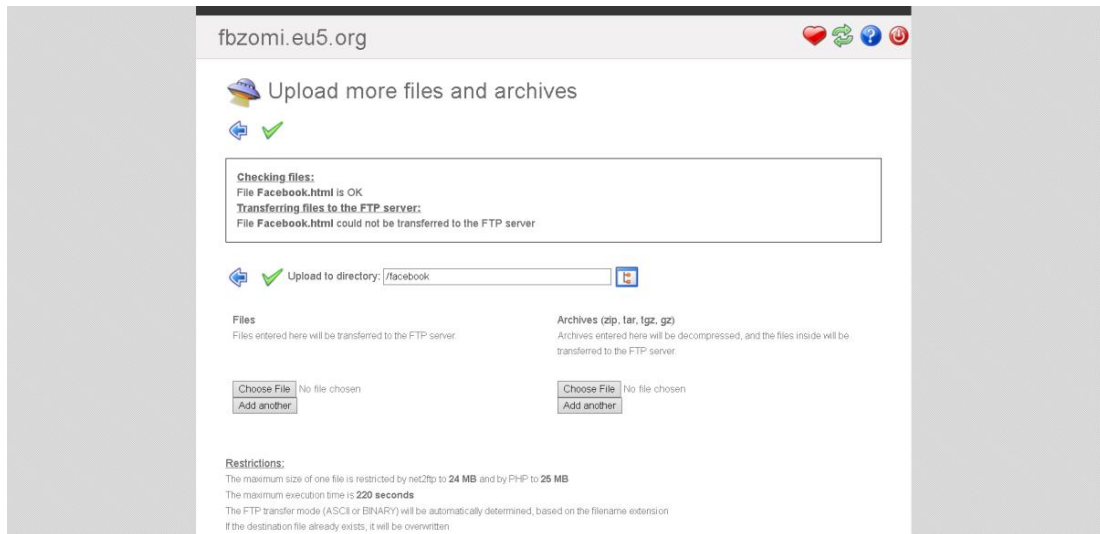 fbzomi.eu5.org
Upload more files and archives
Checking files:
File Facebook.html is OK
Transferring files to the FTP server:
File Facebook.html could not be transferred to the FTP server
Upload to directory: /facebook
Files
Files entered here will be transferred to the FTP server.
Choose File No file chosen
Add another
Archives (zip, tar, tgz, gz)
Archives entered here will be decompressed, and the files inside will be
transferred to the FTP server.
Choose File No file chosen
Add another
Restrictions:
The maximum size of one file is restricted by net2ftp to 24 MB and by PHP to 25 MB
The maximum execution time is 220 seconds
The FTP transfer mode (ASCII or BINARY) will be automatically determined, based on the filename extension
If the destination file already exists, it will be overwritten